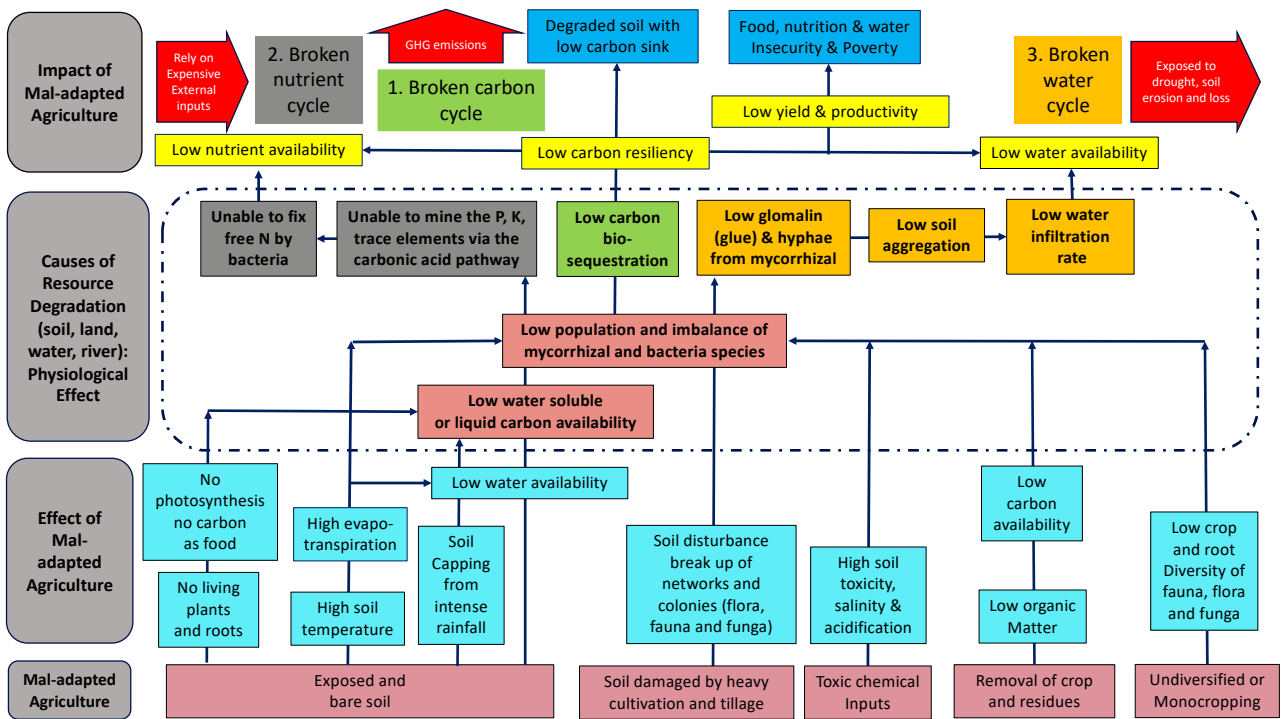 Impact of
Mal-adapted
Agriculture
Rely on
Expensive
External
inputs
2. Broken
nutrient
cycle
GHG emissions
1. Broken carbon
cycle
Degraded soil with
low carbon sink
Food, nutrition & water
Insecurity & Poverty
3. Broken
water
cycle
Exposed to
drought, soil
erosion and loss
Low yield & productivity
Low nutrient availability
Low carbon resiliency
Low water availability
Causes of
Resource
Degradation
(soil, land,
water, river):
Physiological
Effect
Unable to fix
free N by
bacteria
Unable to mine the P, K,
trace elements via the
carbonic acid pathway
Low carbon
bio-
sequestration
Low glomalin
(glue) & hyphae
from mycorrhizal
Low soil
aggregation
Low water
infiltration
rate
Low population and imbalance of
mycorrhizal and bacteria species
Low water soluble
or liquid carbon availability
Effect of
Mal-
adapted
Agriculture
No
photosynthesis
no carbon
as food
High evapo-
transpiration
Low water availability
Soil
Capping
from
intense
rainfall
Soil disturbance
break up of
networks and
colonies (flora,
fauna and funga)
High soil
toxicity,
salinity &
acidification
Low
carbon
availability
Low crop
and root
Diversity of
fauna, flora
and funga
No living
plants
and roots
High soil
temperature
Low organic
Matter
Mal-adapted
Agriculture
Exposed and
bare soil
Soil damaged by heavy
cultivation and tillage
Toxic chemical
Inputs
Removal of crop
and residues
Undiversified or
Monocropping